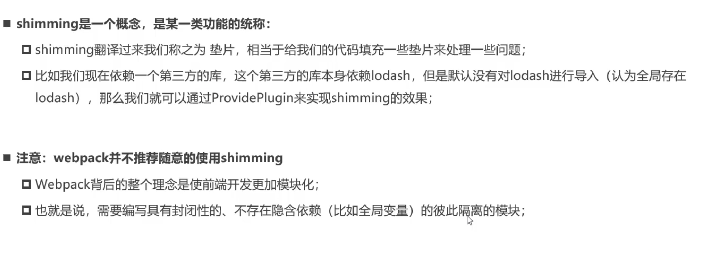 shimming是一个概念，是某一类功能的统称：
shimming翻译过来我们称之为 垫片，相当于给我们的代码填充一些垫片来处理一些问题；
比如我们现在依赖一个第三方的库，这个第三方的库本身依赖lodash，但是默认没有对lodash进行导入（认为全局存在
lodash），那么我们就可以通过ProvidePlugin来实现shimming的效果；
注意：webpack并不推荐随意的使用shimming
Webpack背后的整个理念是使前端开发更加模块化；
也就是说，需要编写具有封闭性的、不存在隐含依赖（比如全局变量）的彼此隔离的模块；